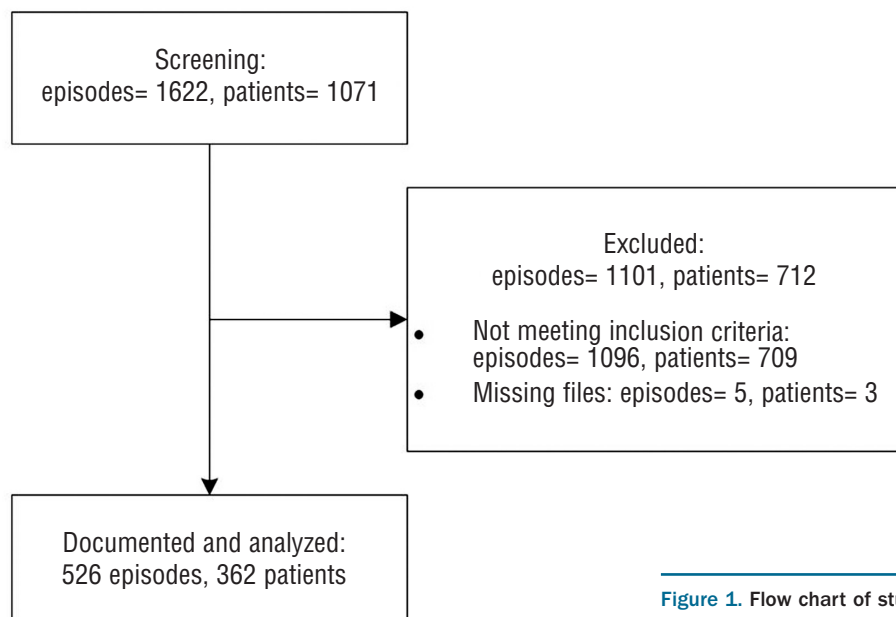 Screening:
episodes= 1622, patients= 1071
Excluded:
episodes= 1101, patients= 712
• Not meeting inclusion criteria:
episodes= 1096, patients= 709
• Missing files: episodes= 5, patients= 3
Documented and analyzed:
526 episodes, 362 patients
Figure 1. Flow chart of